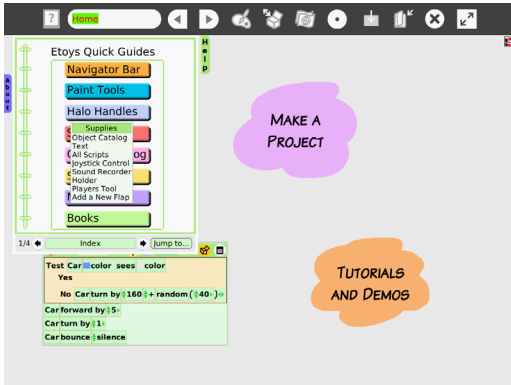 ?
Home
About
Help
Etoys Quick Guides
Navigator Bar
Paint Tools
Halo Handles
Supplies
Object Catalog
Text
All Scripts
Joystick Control
Sound Recorder
Holder
Players Tool
Add a New Flap
S
og
S
Books
1/4
Index
Jump to...
Test Car color sees color
Yes
No Car turn by 160 + random ( 40 )
Car forward by 5
Car turn by 1
Car bounce silence
MAKE A
PROJECT
TUTORIALS
AND DEMOS